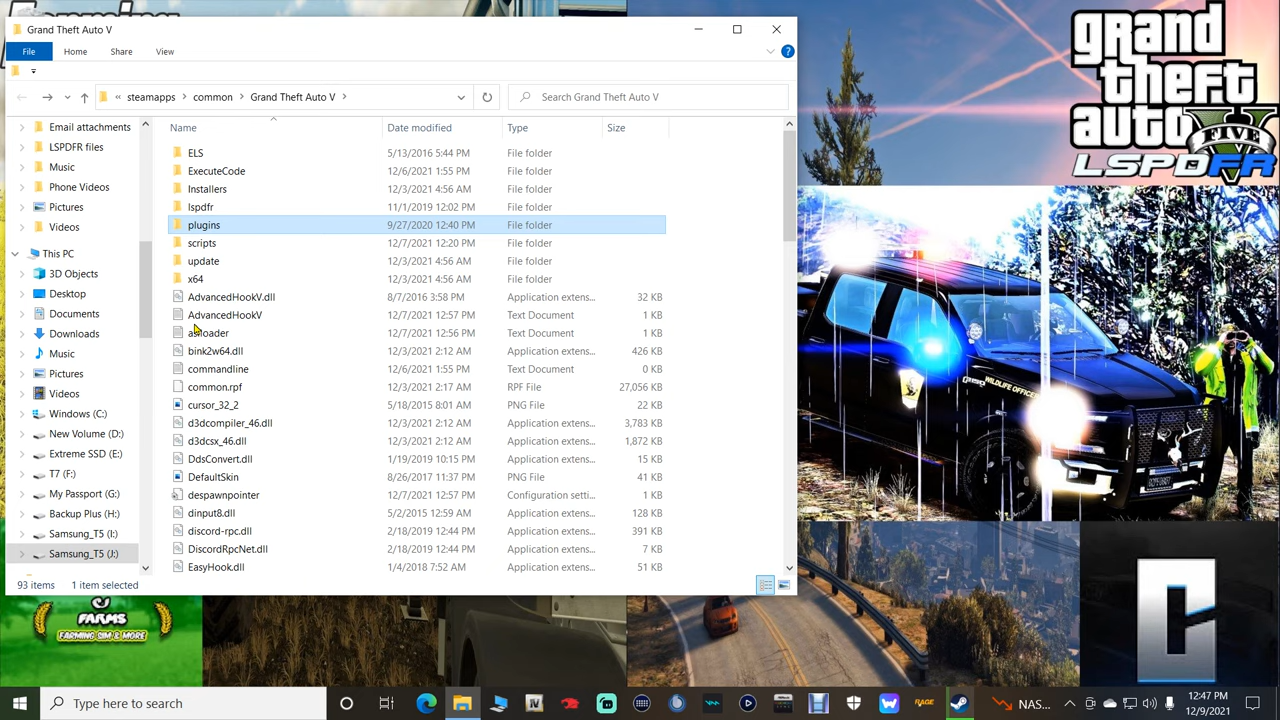 Grand Theft Auto V
File Home Share View
steamapps common Grand Theft Auto V
Search Grand Theft Auto V
Email attachments
LSPDFR files
Music
Phone Videos
Pictures
Videos
This PC
3D Objects
Desktop
Documents
Downloads
Music
Pictures
Videos
Windows (C:)
New Volume (D:)
Extreme SSD (E:)
T7 (F:)
My Passport (G:)
Backup Plus (H:)
Samsung_T5 (I:)
Samsung_T5 (J:)
Name Date modified Type Size
ELS 5/13/2016 5:44 PM File folder
ExecuteCode 12/6/2021 1:55 PM File folder
Installers 12/3/2021 4:56 AM File folder
lspdfr 11/1/2019 12:02 PM File folder
plugins 9/27/2020 12:40 PM File folder
scripts 12/7/2021 12:20 PM File folder
update 12/3/2021 4:56 AM File folder
x64 12/3/2021 4:56 AM File folder
AdvancedHookV.dll 8/7/2016 3:58 PM Application extens... 32 KB
AdvancedHookV 12/7/2021 12:57 PM Text Document 1 KB
asiloader 12/7/2021 12:56 PM Text Document 1 KB
bink2w64.dll 12/3/2021 2:12 AM Application extens... 426 KB
commandline 12/6/2021 1:55 PM Text Document 0 KB
common.rpf 12/3/2021 2:17 AM RPF File 27,056 KB
cursor_32_2 5/18/2015 8:01 AM PNG File 22 KB
d3dcompiler_46.dll 12/3/2021 2:12 AM Application extens... 3,783 KB
d3dcsx_46.dll 12/3/2021 2:12 AM Application extens... 1,872 KB
DdsConvert.dll 1/19/2019 10:15 PM Application extens... 15 KB
DefaultSkin 8/26/2017 11:37 PM PNG File 41 KB
despawnpointer 12/7/2021 12:57 PM Configuration setti... 1 KB
dinput8.dll 5/2/2015 12:59 AM Application extens... 128 KB
discord-rpc.dll 2/18/2019 12:44 PM Application extens... 391 KB
DiscordRpcNet.dll 2/18/2019 12:44 PM Application extens... 7 KB
EasyHook.dll 1/4/2018 7:52 AM Application extens... 51 KB
93 items 1 item selected
grand
theft
auto V
FIVE
LSPDFR
WILDLIFE OFFICER
FARMS
FARMING SIM & MORE
Type here to search
RAGE
NAS...
12:47 PM
12/9/2021